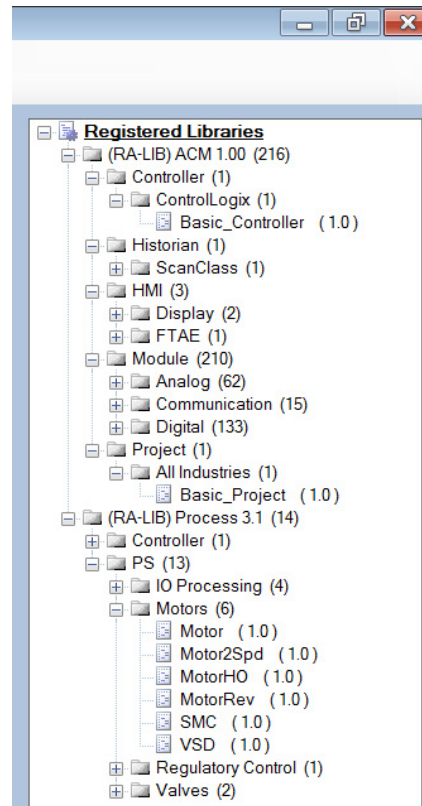 Registered Libraries
(RA-LIB) ACM 1.00 (216)
Controller (1)
ControlLogix (1)
Basic_Controller (1.0)
Historian (1)
ScanClass (1)
HMI (3)
Display (2)
FTAE (1)
Module (210)
Analog (62)
Communication (15)
Digital (133)
Project (1)
All Industries (1)
Basic_Project (1.0)
(RA-LIB) Process 3.1 (14)
Controller (1)
PS (13)
IO Processing (4)
Motors (6)
Motor (1.0)
Motor2Spd (1.0)
MotorHO (1.0)
MotorRev (1.0)
SMC (1.0)
VSD (1.0)
Regulatory Control (1)
Valves (2)